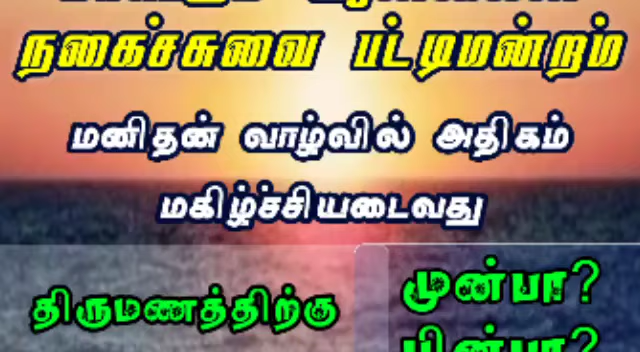 நகைச்சுவை பட்டிமன்றம்
மனிதன் வாழ்வில் அதிகம்
மகிழ்ச்சியடைவது
திருமணத்திற்கு
முன்பா?
பின்பா?